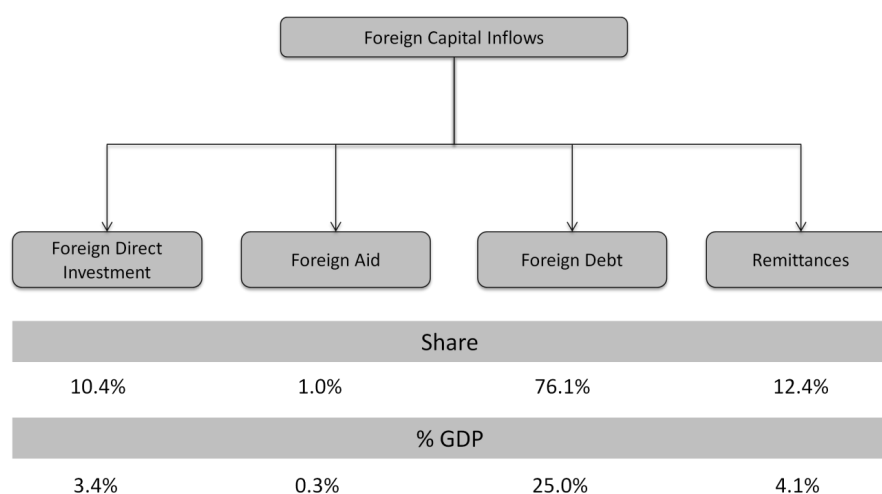 Foreign Capital Inflows
Foreign Direct
Investment
Foreign Aid
Foreign Debt
Remittances
Share
10.4% 1.0% 76.1% 12.4%
% GDP
3.4% 0.3% 25.0% 4.1%